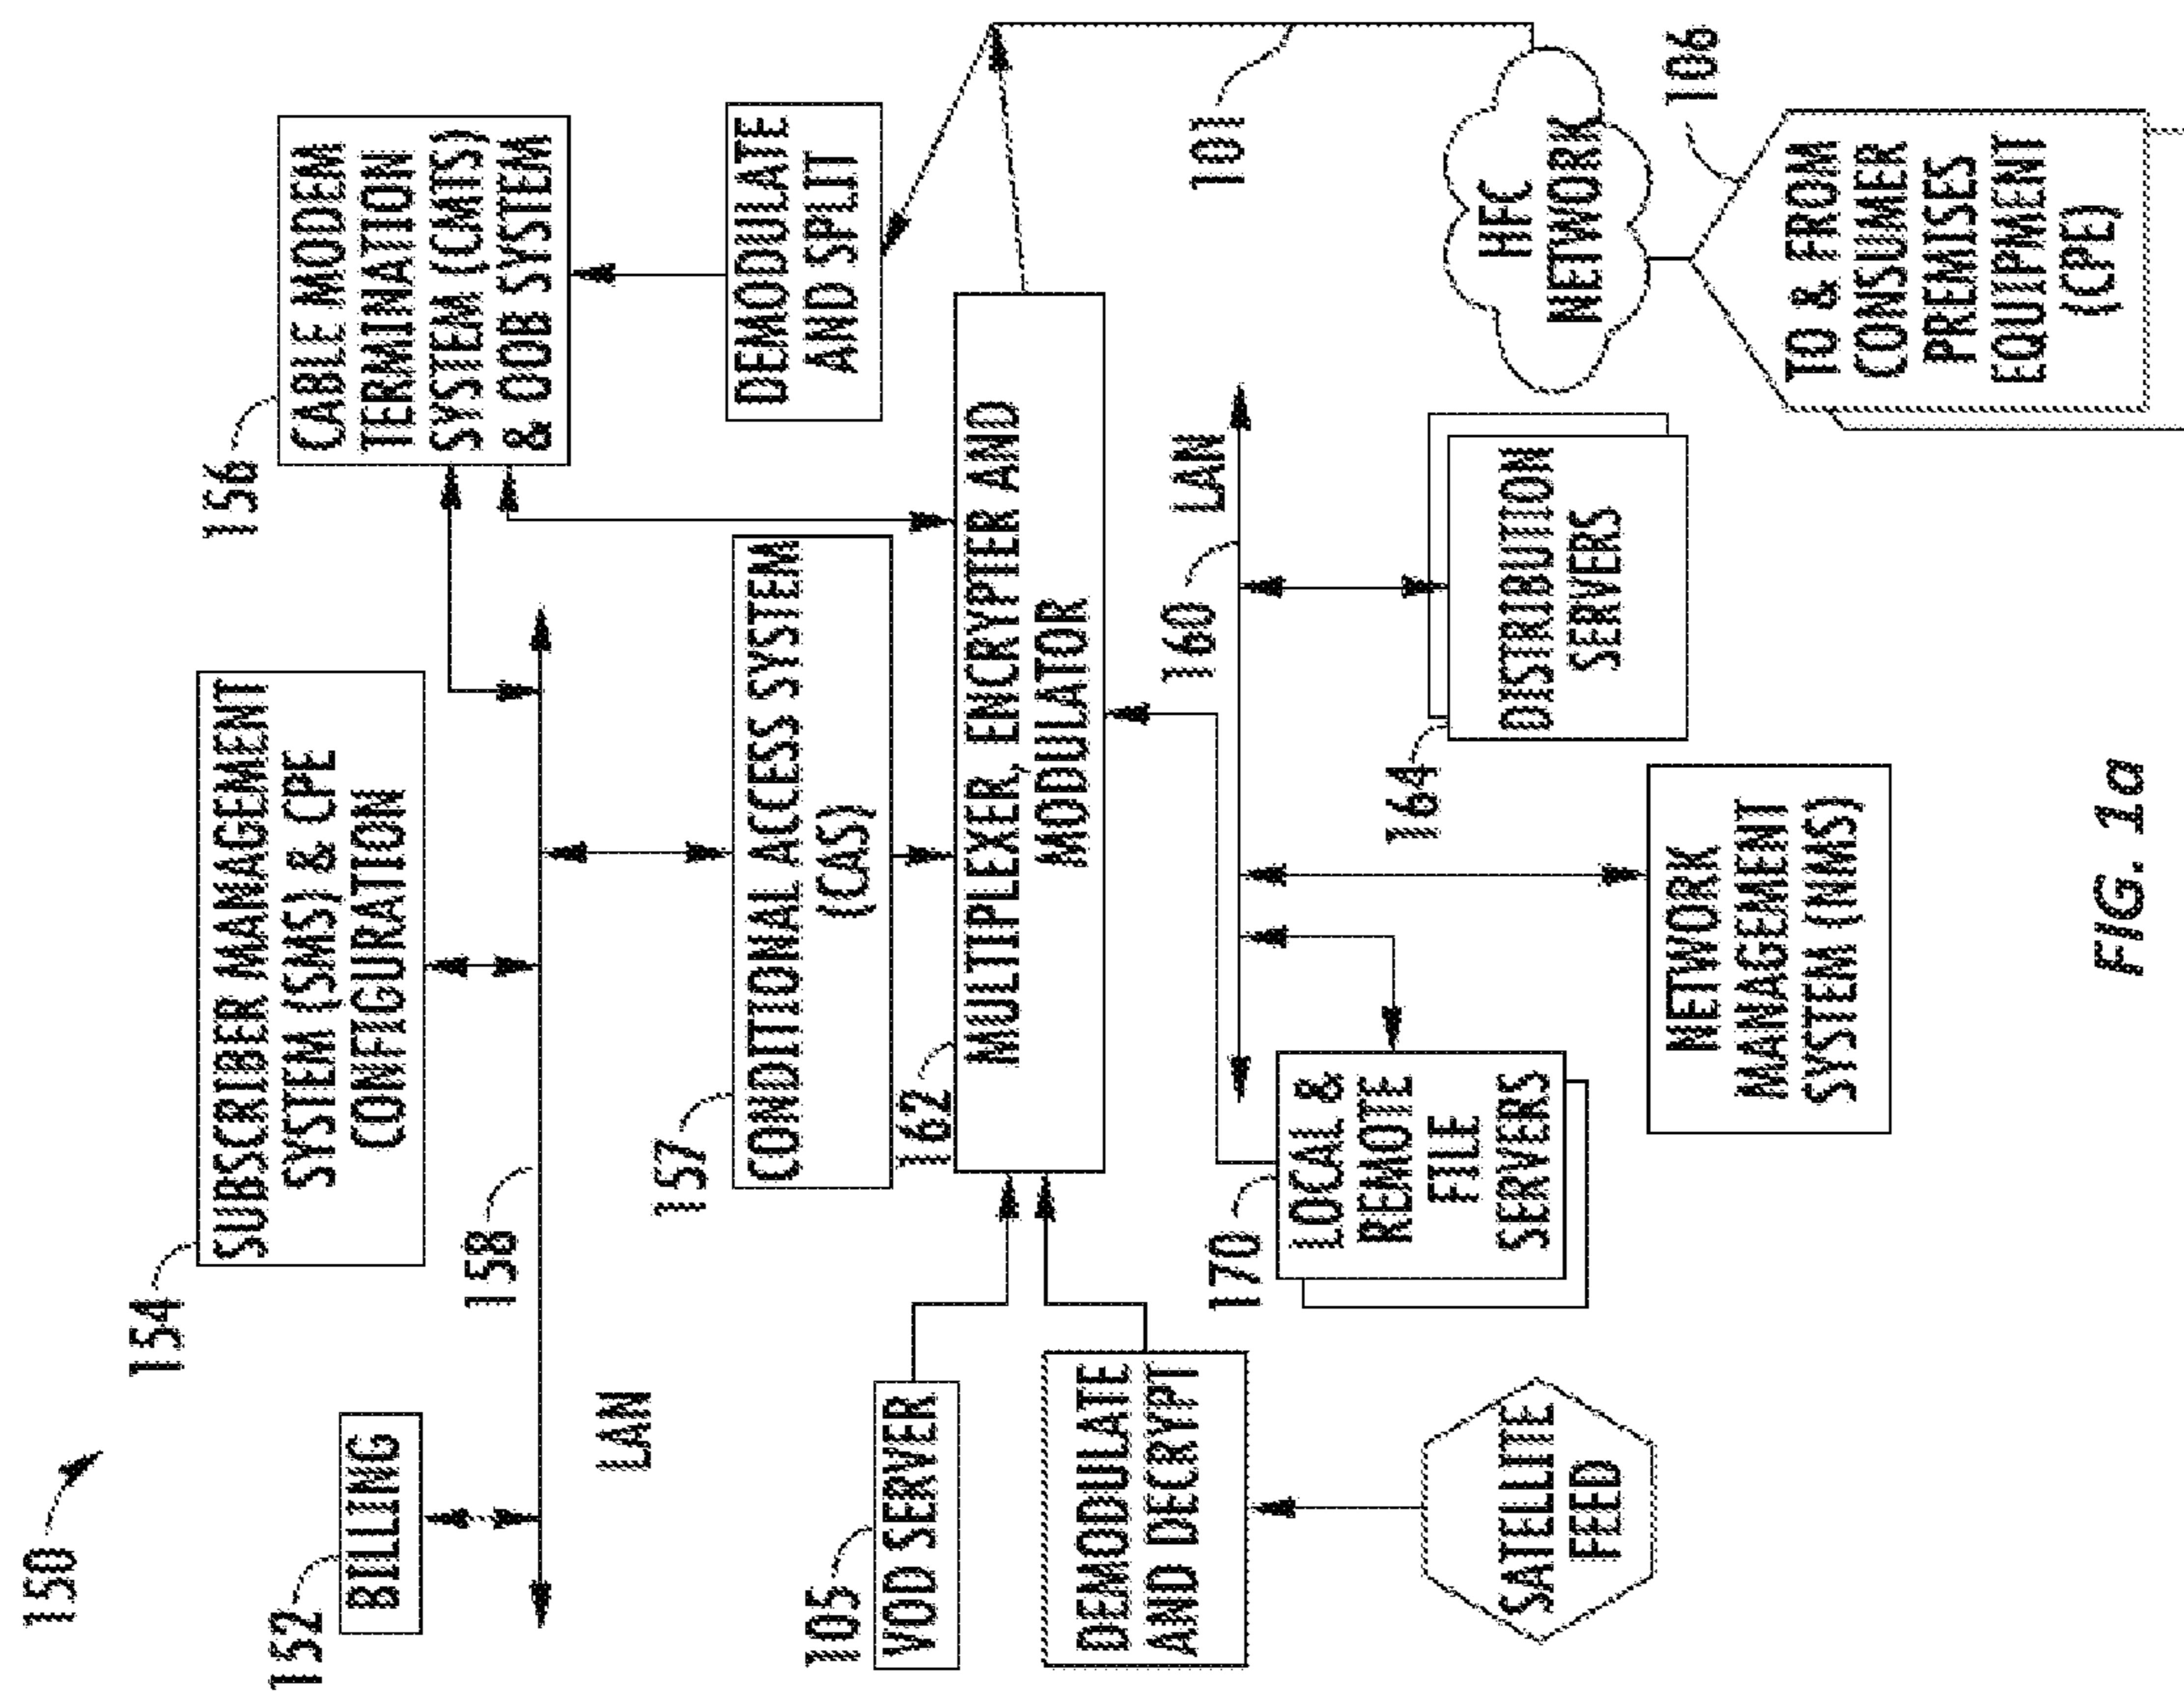 150
152
BILLING
154
SUBSCRIBER MANAGEMENT
SYSTEM (SMS) & CPE
CONFIGURATION
156
CABLE MODEM
TERMINATION
SYSTEM (CMTS)
& OOB SYSTEM
158
LAN
157
CONDITIONAL ACCESS SYSTEM
(CAS)
DEMODULATE
AND SPLIT
105
VOD SERVER
162
MULTIPLEXER, ENCRYPTER AND
MODULATOR
DEMODULATE
AND DECRYPT
SATELLITE
FEED
170
LOCAL &
REMOTE
FILE
SERVERS
160
LAN
164
DISTRIBUTION
SERVERS
101
HFC
NETWORK
106
TO & FROM
CONSUMER
PREMISES
EQUIPMENT
(CPE)
NETWORK
MANAGEMENT
SYSTEM (NMS)
FIG. 1a